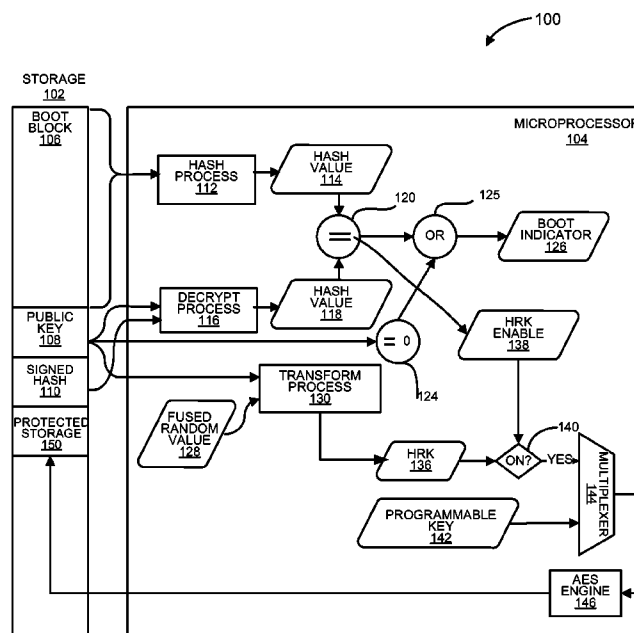 100
STORAGE
102
BOOT
BLOCK
106
MICROPROCESSOR
104
HASH
PROCESS
112
HASH
VALUE
114
120
125
=
OR
BOOT
INDICATOR
126
PUBLIC
KEY
108
DECRYPT
PROCESS
116
HASH
VALUE
118
= 0
124
HRK
ENABLE
138
SIGNED
HASH
110
TRANSFORM
PROCESS
130
PROTECTED
STORAGE
150
FUSED
RANDOM
VALUE
128
HRK
136
ON?
140
YES
MULTIPLEXER
144
PROGRAMMABLE
KEY
142
AES
ENGINE
146